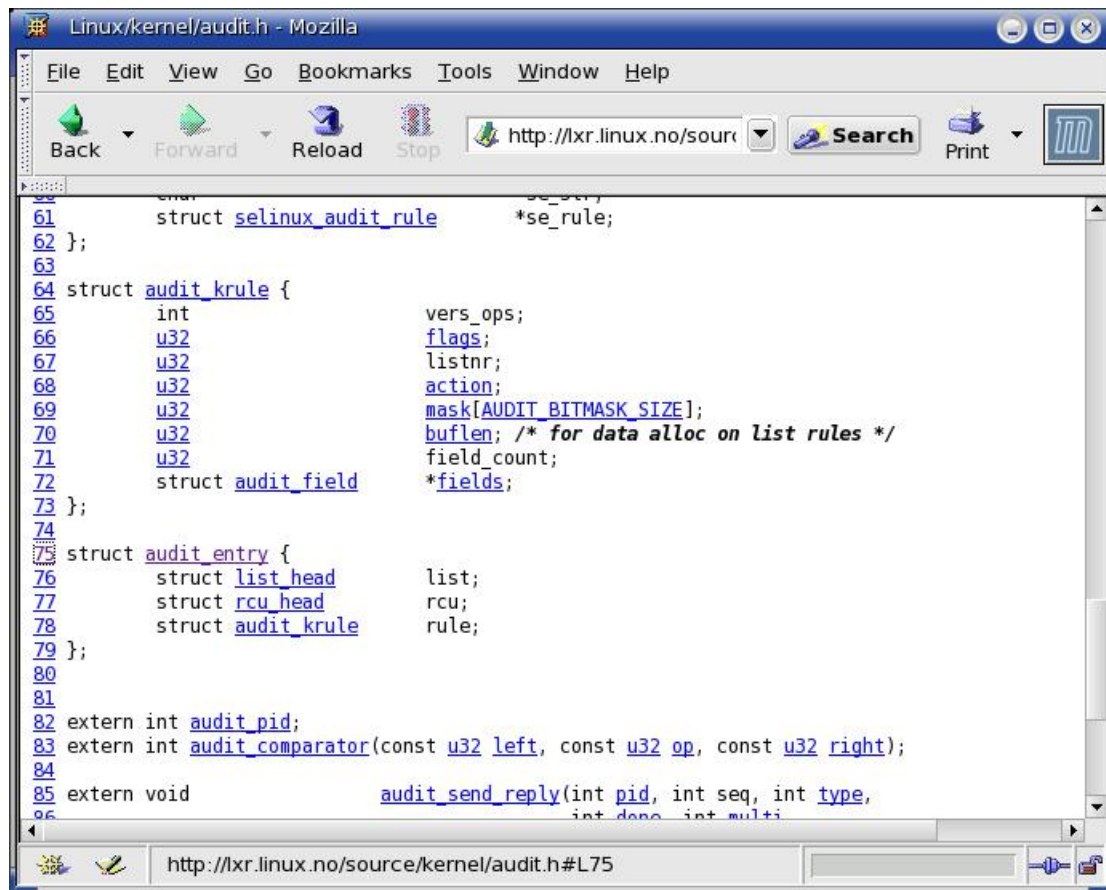 Linux/kernel/audit.h - Mozilla
File Edit View Go Bookmarks Tools Window Help
Back Forward Reload Stop http://lxr.linux.no/sourc Search Print
61 struct selinux_audit_rule *se_rule;
62 };
63
64 struct audit_krule {
65 int vers_ops;
66 u32 flags;
67 u32 listnr;
68 u32 action;
69 u32 mask[AUDIT_BITMASK_SIZE];
70 u32 buflen; /* for data alloc on list rules */
71 u32 field_count;
72 struct audit_field *fields;
73 };
74
75 struct audit_entry {
76 struct list_head list;
77 struct rcu_head rcu;
78 struct audit_krule rule;
79 };
80
81
82 extern int audit_pid;
83 extern int audit_comparator(const u32 left, const u32 op, const u32 right);
84
85 extern void audit_send_reply(int pid, int seq, int type,
int done, int multi
http://lxr.linux.no/source/kernel/audit.h#L75